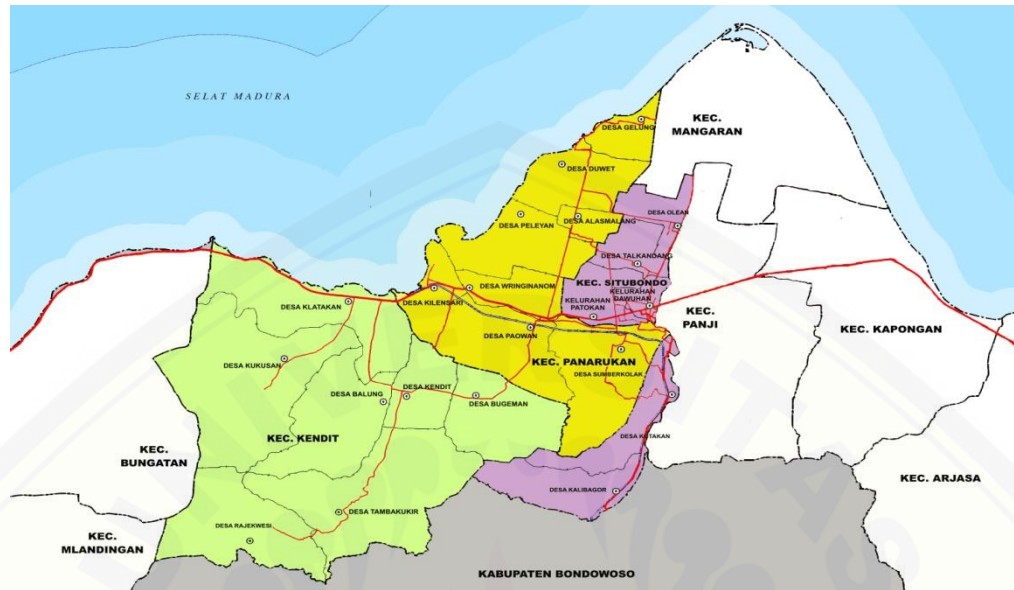 SELAT MADURA
DESA GELUNG
KEC.
MANGARAN
DESA DUWET
DESA PELEYAN
DESA ALASMALANG
DESA OLEAN
DESA TALKANDANG
KEC. SITUBONDO
DESA WRINGINANOM
DESA KILENSARI
KELURAHAN
DAWUHAN
KELURAHAN
PATOKAN
DESA KLATAKAN
DESA PAOWAN
KEC.
PANJI
KEC. KAPONGAN
KEC. PANARUKAN
DESA SUMBERKOLAK
DESA KUKUSAN
DESA BALUNG
DESA KENDIT
DESA BUGEMAN
KEC. KENDIT
DESA KOTAKAN
KEC.
BUNGATAN
KEC. ARJASA
DESA KALIBAGOR
DESA TAMBAKUKIR
DESA RAJEKWESI
KEC.
MLANDINGAN
KABUPATEN BONDOWOSO